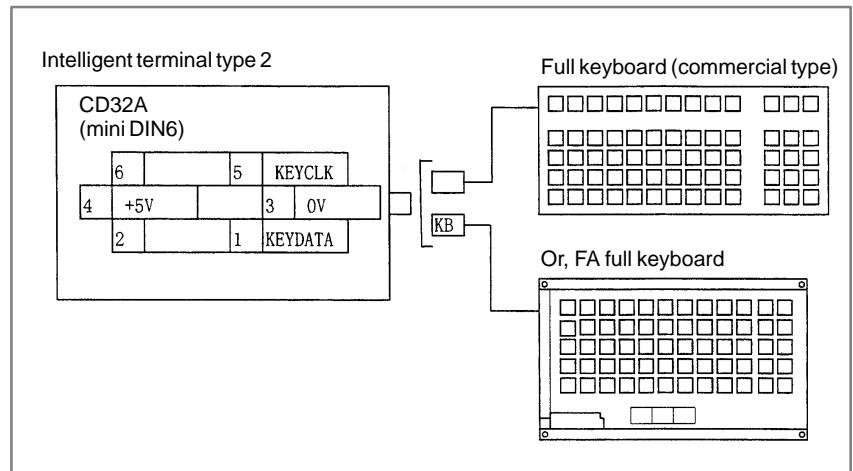 Intelligent terminal type 2
Full keyboard (commercial type)
CD32A
(mini DIN6)
6 5 KEYCLK
4 +5V 3 0V
2 1 KEYDATA
KB
Or, FA full keyboard